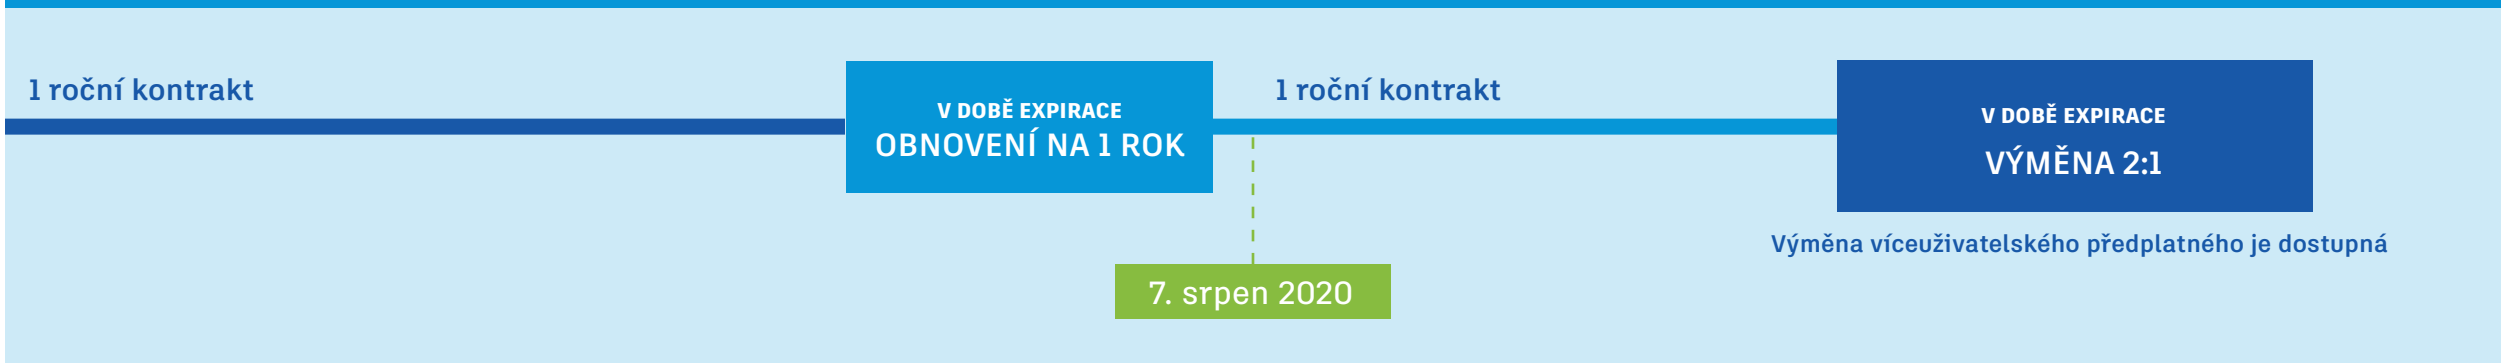 1 roční kontrakt
V DOBĚ EXPIRACE
OBNOVENÍ NA 1 ROK
1 roční kontrakt
V DOBĚ EXPIRACE
VÝMĚNA 2:1
Výměna víceuživatelského předplatného je dostupná
7. srpen 2020